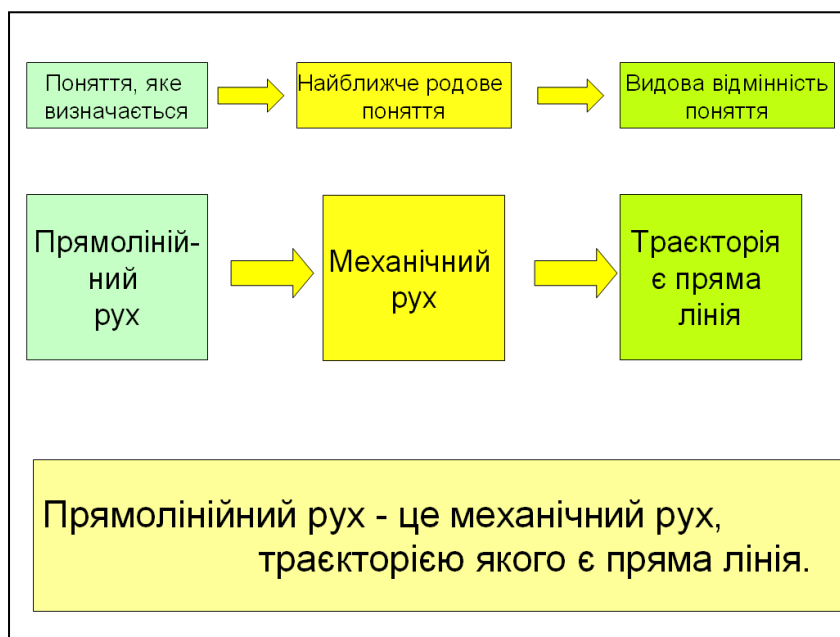 Поняття, яке
визначається
Найближче родове
поняття
Видова відмінність
поняття
Прямоліній-
ний
рух
Механічний
рух
Траєкторія
є пряма
лінія
Прямолінійний рух - це механічний рух,
траєкторією якого є пряма лінія.